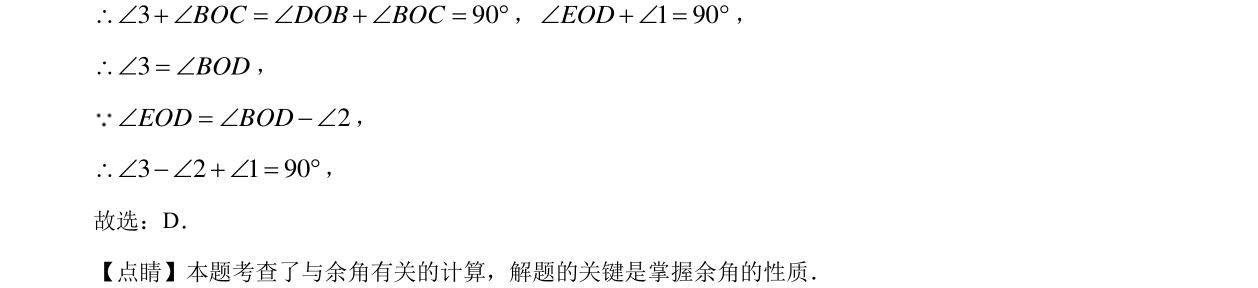 ∴∠3+∠BOC=∠DOB+∠BOC=90°，∠EOD+∠1=90°，
∴∠3=∠BOD，
∵∠EOD=∠BOD−∠2，
∴∠3−∠2+∠1=90°，
故选：D．
【点睛】本题考查了与余角有关的计算，解题的关键是掌握余角的性质．